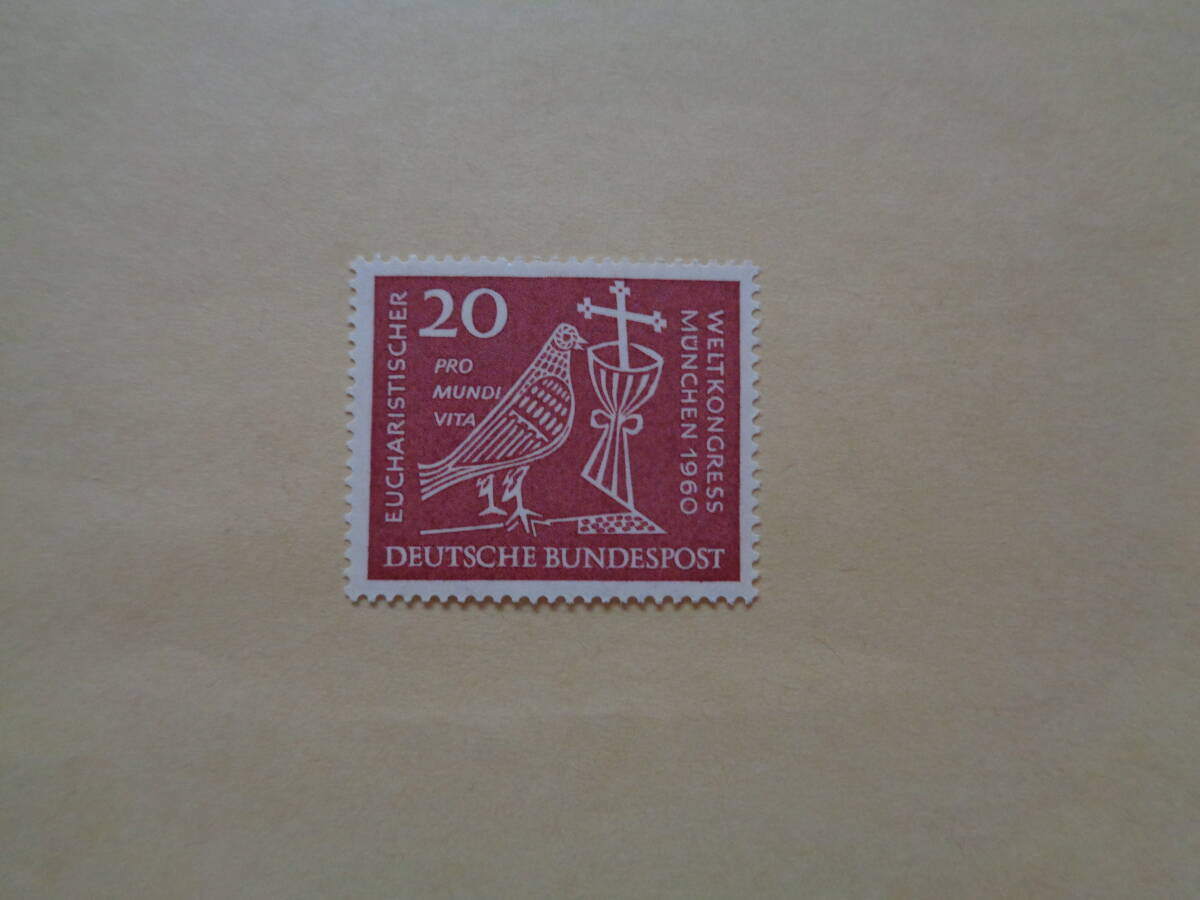 EUCHARISTISCHER
20
PRO
MUNDI
VITA
WELTKONGRESS
MÜNCHEN 1960
DEUTSCHE BUNDESPOST